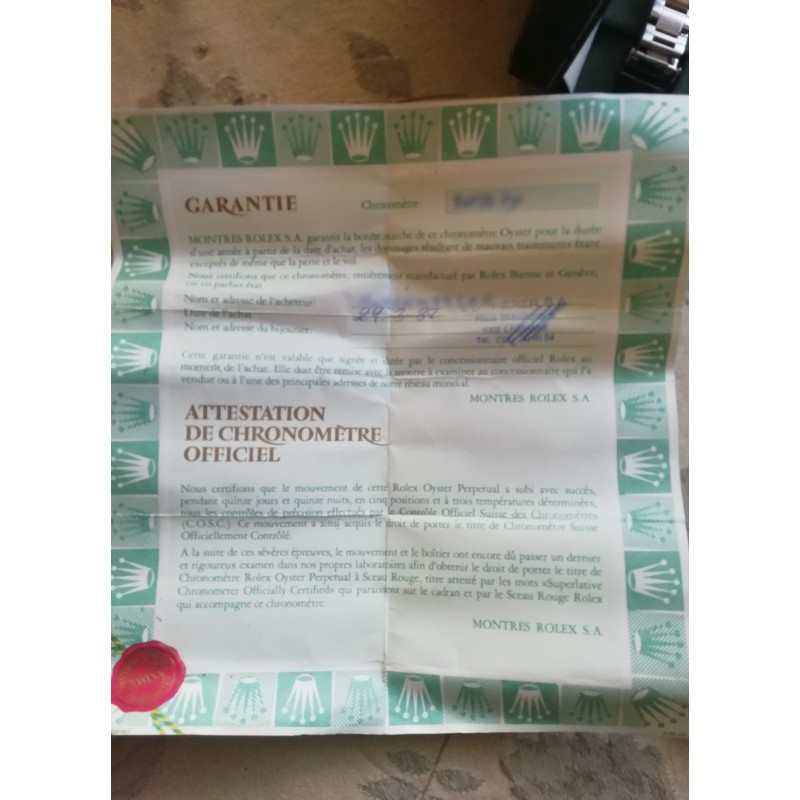 GARANTIE
Chronomètre:
MONTRES ROLEX S.A. garantit la bonne marche de ce chronomètre Oyster pour la durée
d'une année à partir de la date d'achat, les dommages résultant de mauvais traitements étant
exceptés de même que la perte et le vol.
Nous certifions que ce chronomètre, entièrement manufacturé par Rolex Bienne et Genève,
est en parfait état.
Nom et adresse de l'acheteur:
Date de l'achat: 29-3-82
Nom et adresse du bijoutier:
Place
1002
Tél.
Cette garantie n'est valable que signée et datée par le concessionnaire officiel Rolex au
moment de l'achat. Elle doit être remise avec la montre à examiner au concessionnaire qui l'a
vendue ou à l'une des principales adresses de notre réseau mondial.
MONTRES ROLEX S.A.
ATTESTATION
DE CHRONOMÈTRE
OFFICIEL
Nous certifions que le mouvement de cette Rolex Oyster Perpetual a subi avec succès,
pendant quinze jours et quinze nuits, en cinq positions et à trois températures déterminées,
tous les contrôles de précision effectués par le Contrôle Officiel Suisse des Chronomètres
(C.O.S.C.). Ce mouvement a ainsi acquis le droit de porter le titre de Chronomètre Suisse
Officiellement Contrôlé.
A la suite de ces sévères épreuves, le mouvement et le boîtier ont encore dû passer un dernier
et rigoureux examen dans nos propres laboratoires afin d'obtenir le droit de porter le titre de
Chronomètre Rolex Oyster Perpetual à Sceau Rouge, titre attesté par les mots «Superlative
Chronometer Officially Certified» qui paraissent sur le cadran et par le Sceau Rouge Rolex
qui accompagne ce chronomètre.
MONTRES ROLEX S.A.